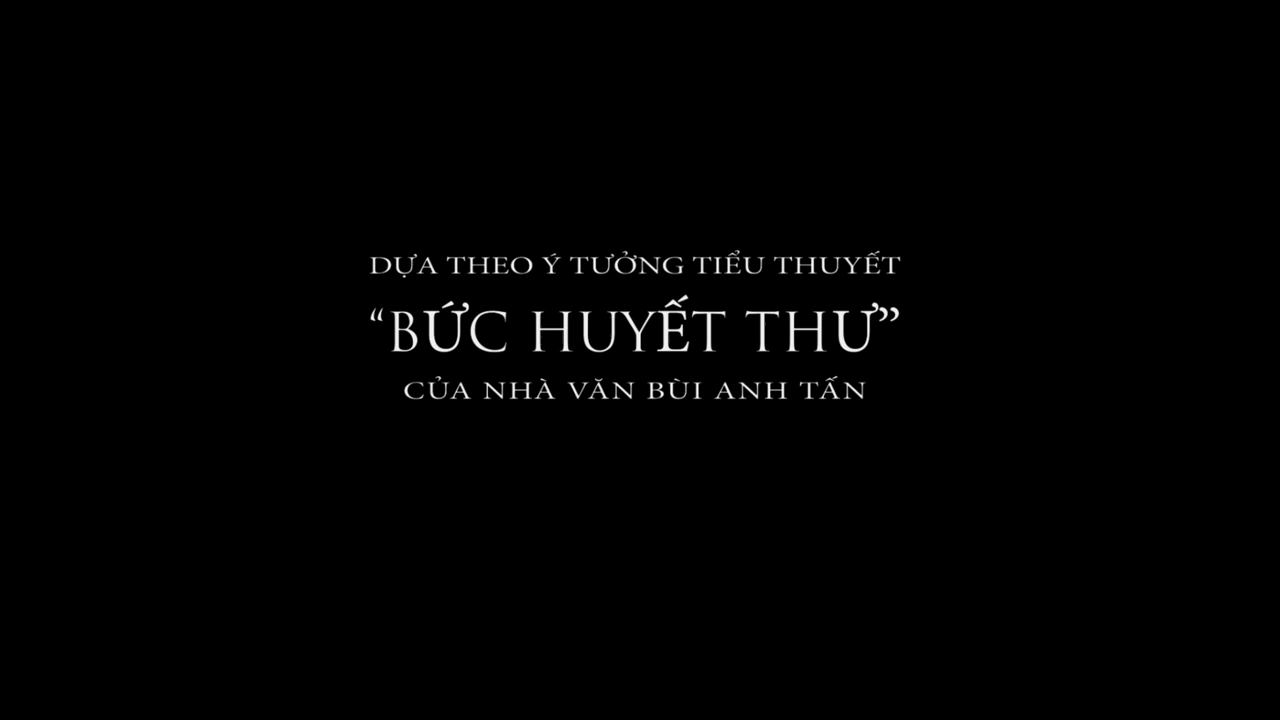 DỰA THEO Ý TƯỞNG TIỂU THUYẾT
“BỨC HUYẾT THƯ”
CỦA NHÀ VĂN BÙI ANH TẤN